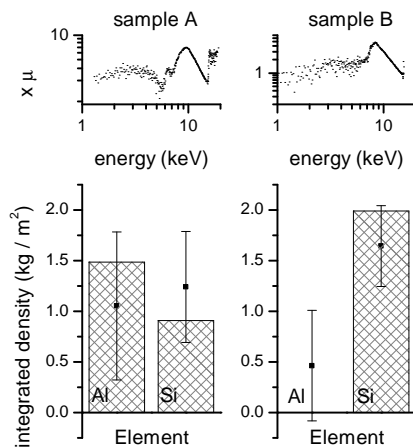 sample A
sample B
x μ
10
1
1
10
1
10
energy (keV)
energy (keV)
integrated density (kg / m²)
2.0
1.5
1.0
0.5
0.0
Al
Si
Element
2.0
1.5
1.0
0.5
0.0
Al
Si
Element